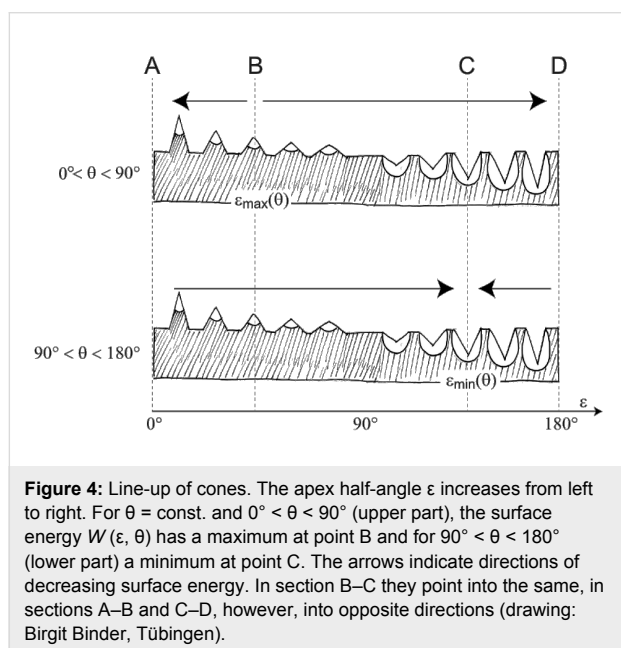 A B C D
0°< θ < 90°
εmax(θ)
90° < θ < 180°
εmin(θ)
ε
0° 90° 180°
Figure 4: Line-up of cones. The apex half-angle ε increases from left
to right. For θ = const. and 0° < θ < 90° (upper part), the surface
energy W (ε, θ) has a maximum at point B and for 90° < θ < 180°
(lower part) a minimum at point C. The arrows indicate directions of
decreasing surface energy. In section B–C they point into the same, in
sections A–B and C–D, however, into opposite directions (drawing:
Birgit Binder, Tübingen).